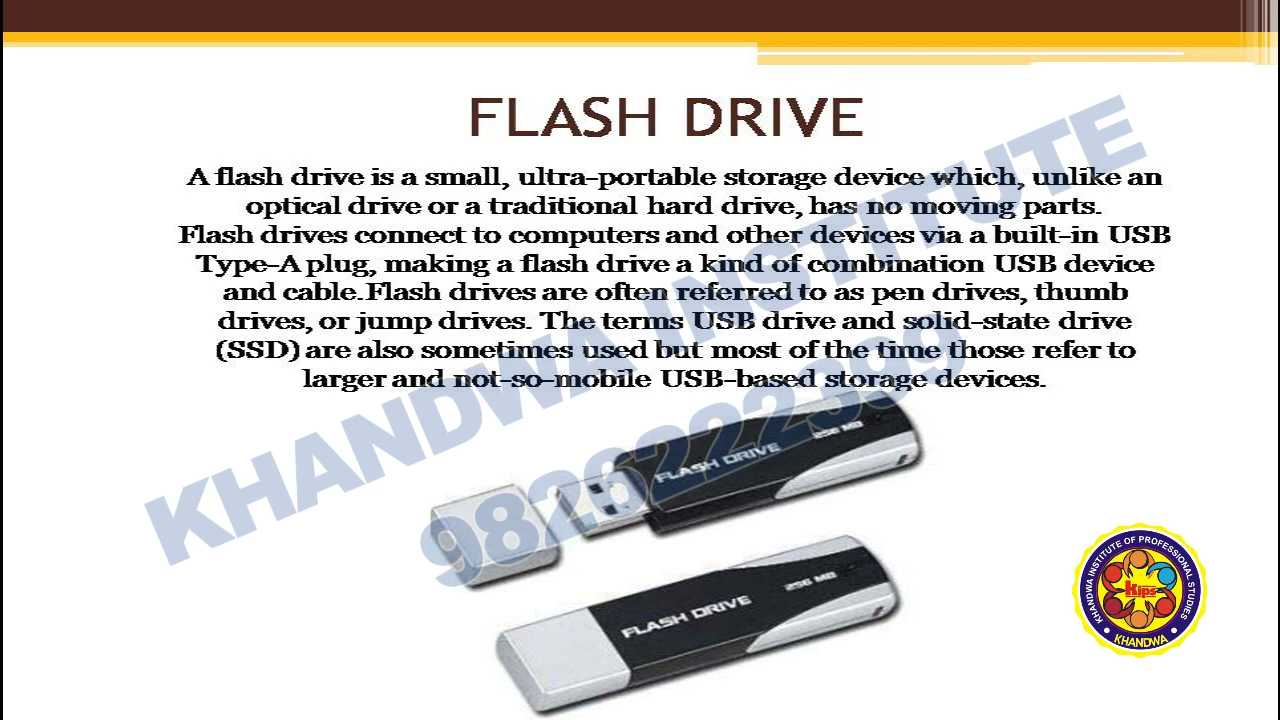 FLASH DRIVE
A flash drive is a small, ultra-portable storage device which, unlike an
optical drive or a traditional hard drive, has no moving parts.
Flash drives connect to computers and other devices via a built-in USB
Type-A plug, making a flash drive a kind of combination USB device
and cable. Flash drives are often referred to as pen drives, thumb
drives, or jump drives. The terms USB drive and solid-state drive
(SSD) are also sometimes used but most of the time those refer to
larger and not-so-mobile USB-based storage devices.
KHANDWA INSTITUTE
9826222399
FLASH DRIVE
256 MB
FLASH DRIVE
256 MB
KHANDWA INSTITUTE OF PROFESSIONAL STUDIES
Kips
KHANDWA